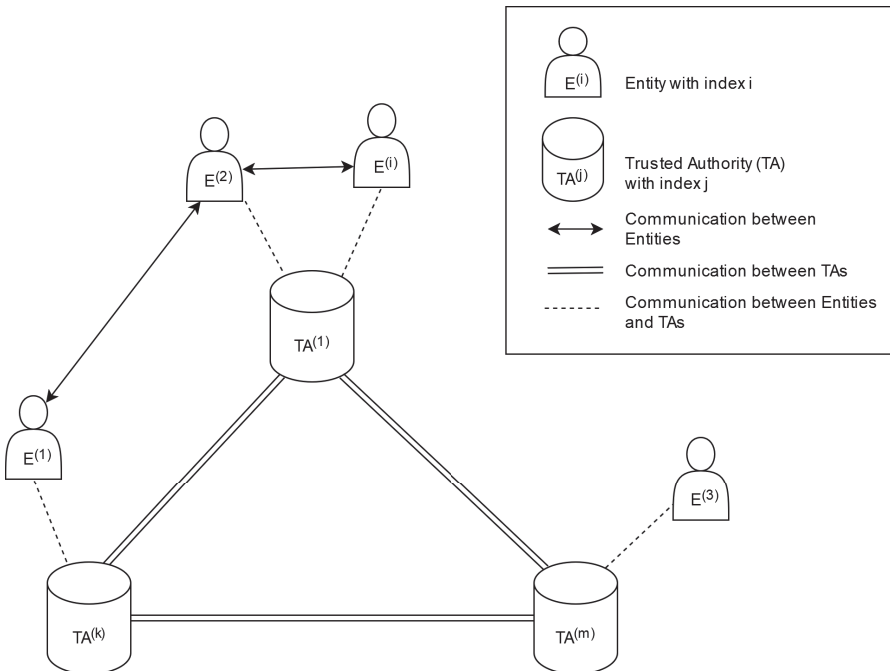 E(i)
Entity with index i
TA(j)
Trusted Authority (TA)
with index j
Communication between
Entities
Communication between TAs
Communication between Entities
and TAs
E(2)
E(i)
TA(1)
E(1)
E(3)
TA(k)
TA(m)